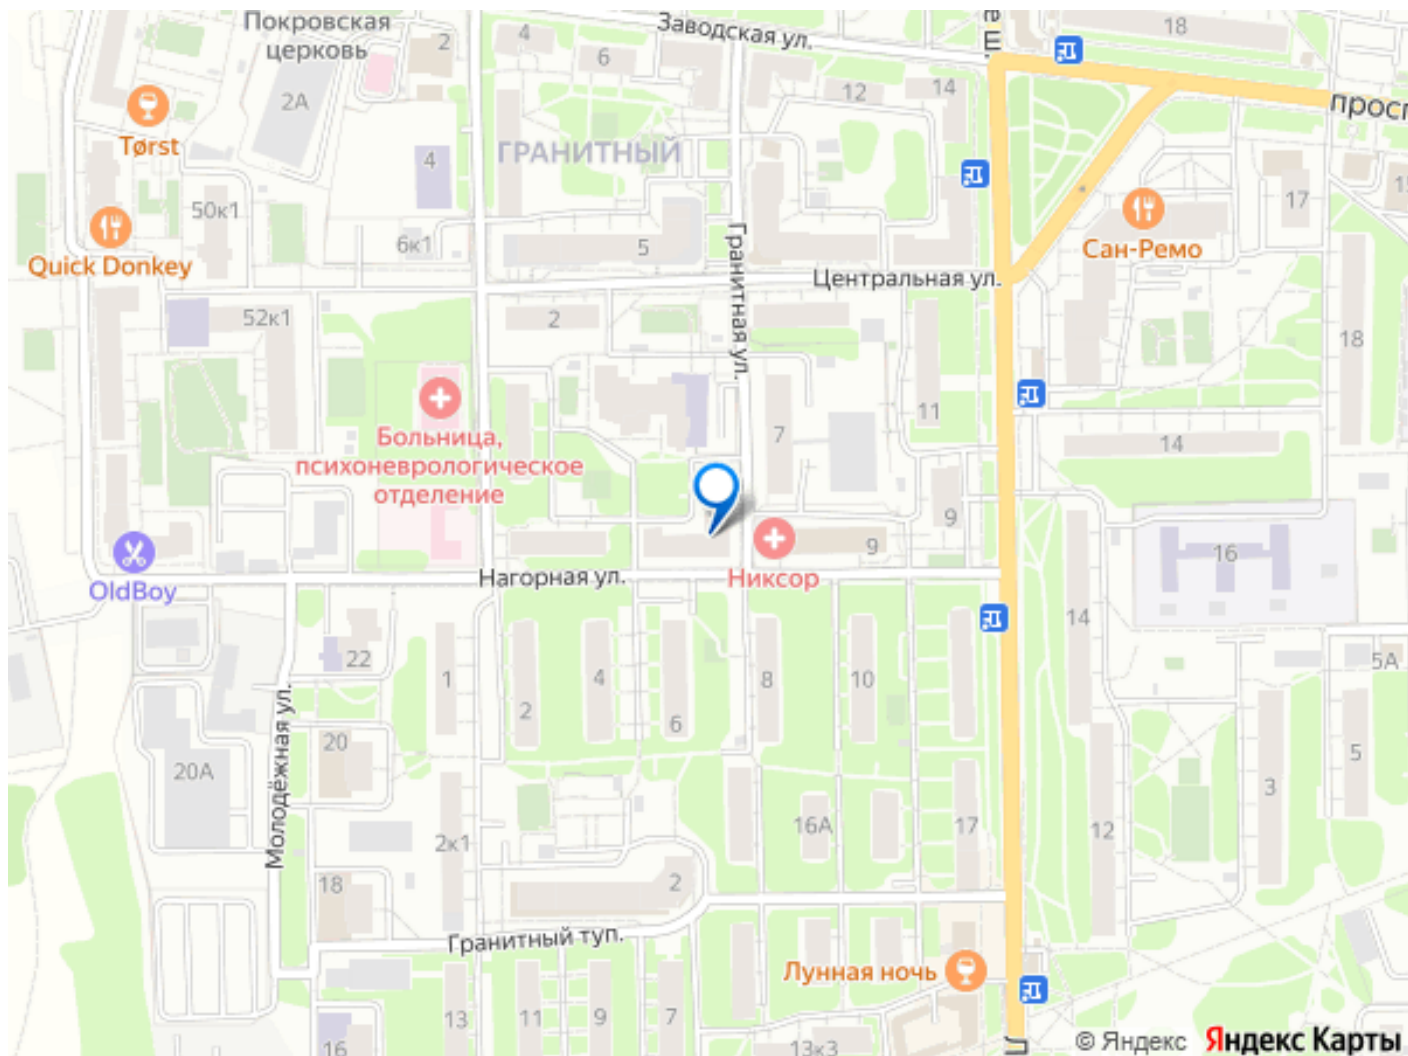 Покровская
церковь
2
4
6
Заводская ул.
ш
е
18
2А
12
14
просп
Tørst
ГРАНИТНЫЙ
4
17
15
50к1
6к1
5
Гранитная ул.
Quick Donkey
Сан-Ремо
Центральная ул.
52к1
2
18
11
7
14
Больница,
психоневрологическое
отделение
9
9
16
OldBoy
Нагорная ул.
Никсор
14
22
1
2
4
6
8
10
5А
Молодёжная ул.
20
20А
5
3
2к1
16А
17
12
18
2
Гранитный туп.
Лунная ночь
13
11
9
7
16
13к3
© Яндекс
Яндекс Карты